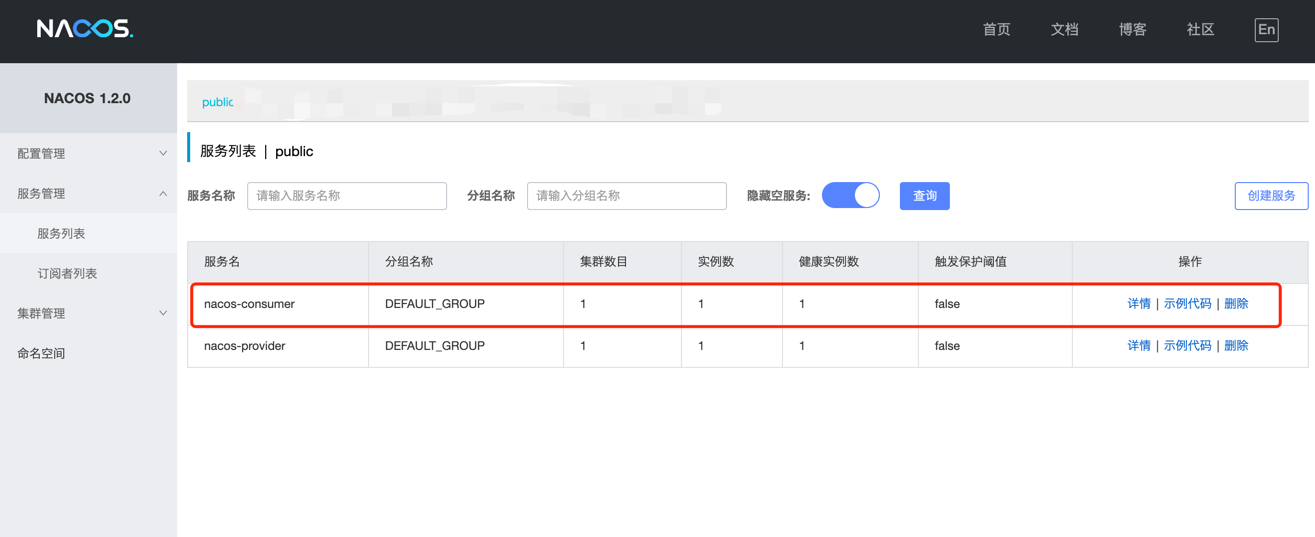 NACOS.
首页 文档 博客 社区 En
NACOS 1.2.0
配置管理
服务管理
服务列表
订阅者列表
集群管理
命名空间
public
服务列表 | public
服务名称 请输入服务名称 分组名称 请输入分组名称 隐藏空服务: 查询 创建服务
服务名 分组名称 集群数目 实例数 健康实例数 触发保护阈值 操作
nacos-consumer DEFAULT_GROUP 1 1 1 false 详情 | 示例代码 | 删除
nacos-provider DEFAULT_GROUP 1 1 1 false 详情 | 示例代码 | 删除